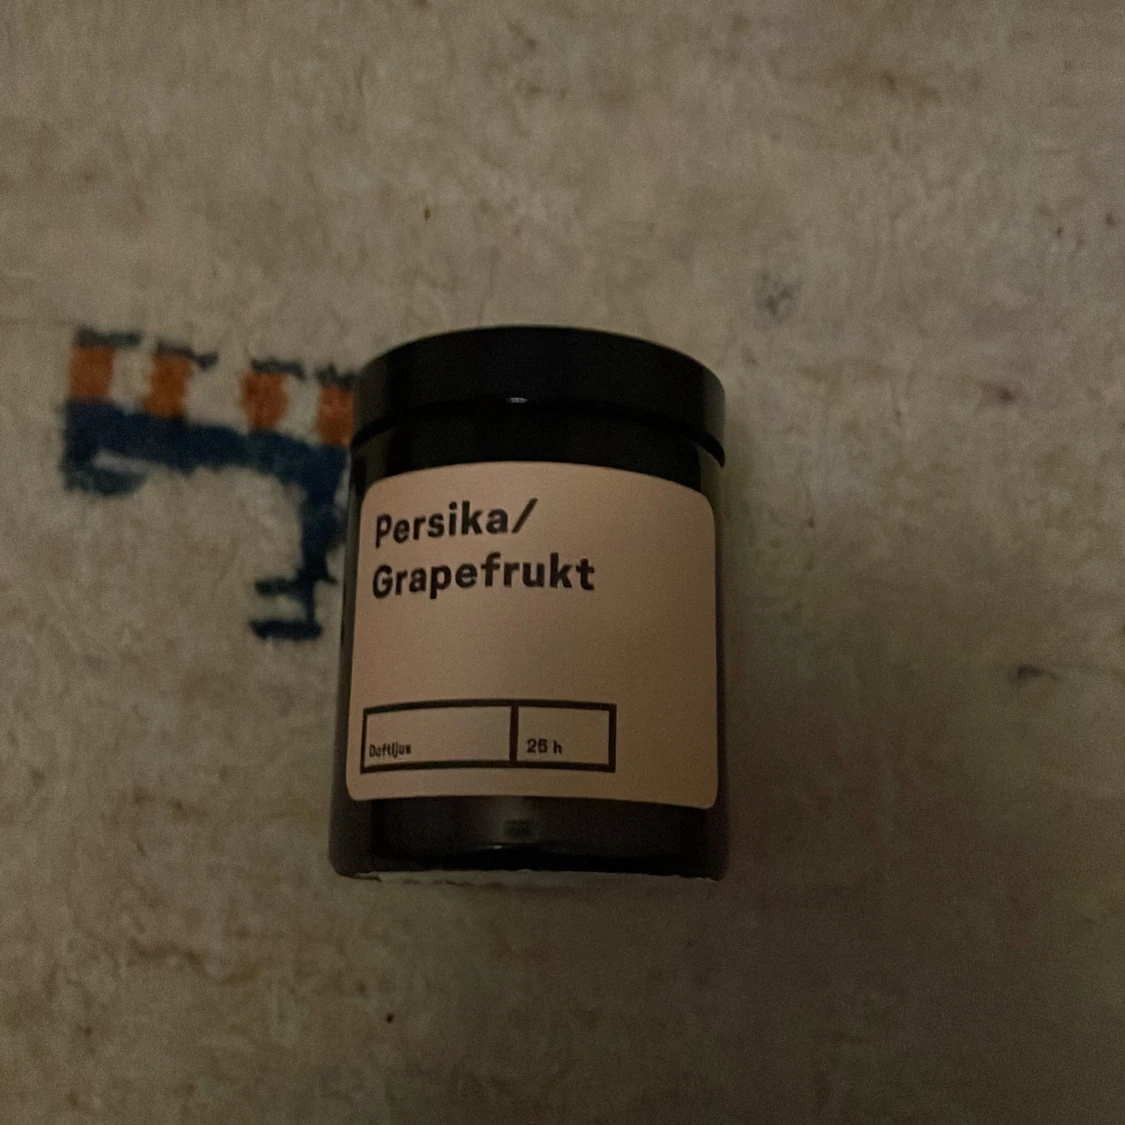 Persika/
Grapefrukt
Doftljus
25 h